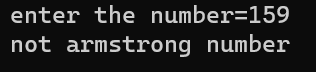 enter the number=159
not armstrong number